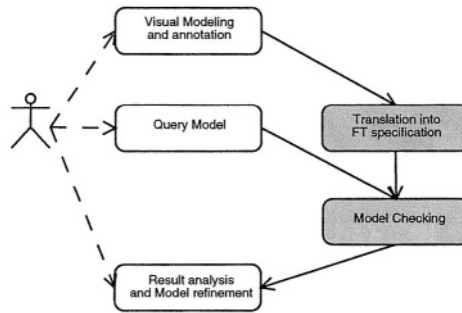 Visual Modeling
and annotation
Query Model
Translation into
FT specification
Model Checking
Result analysis
and Model refinement